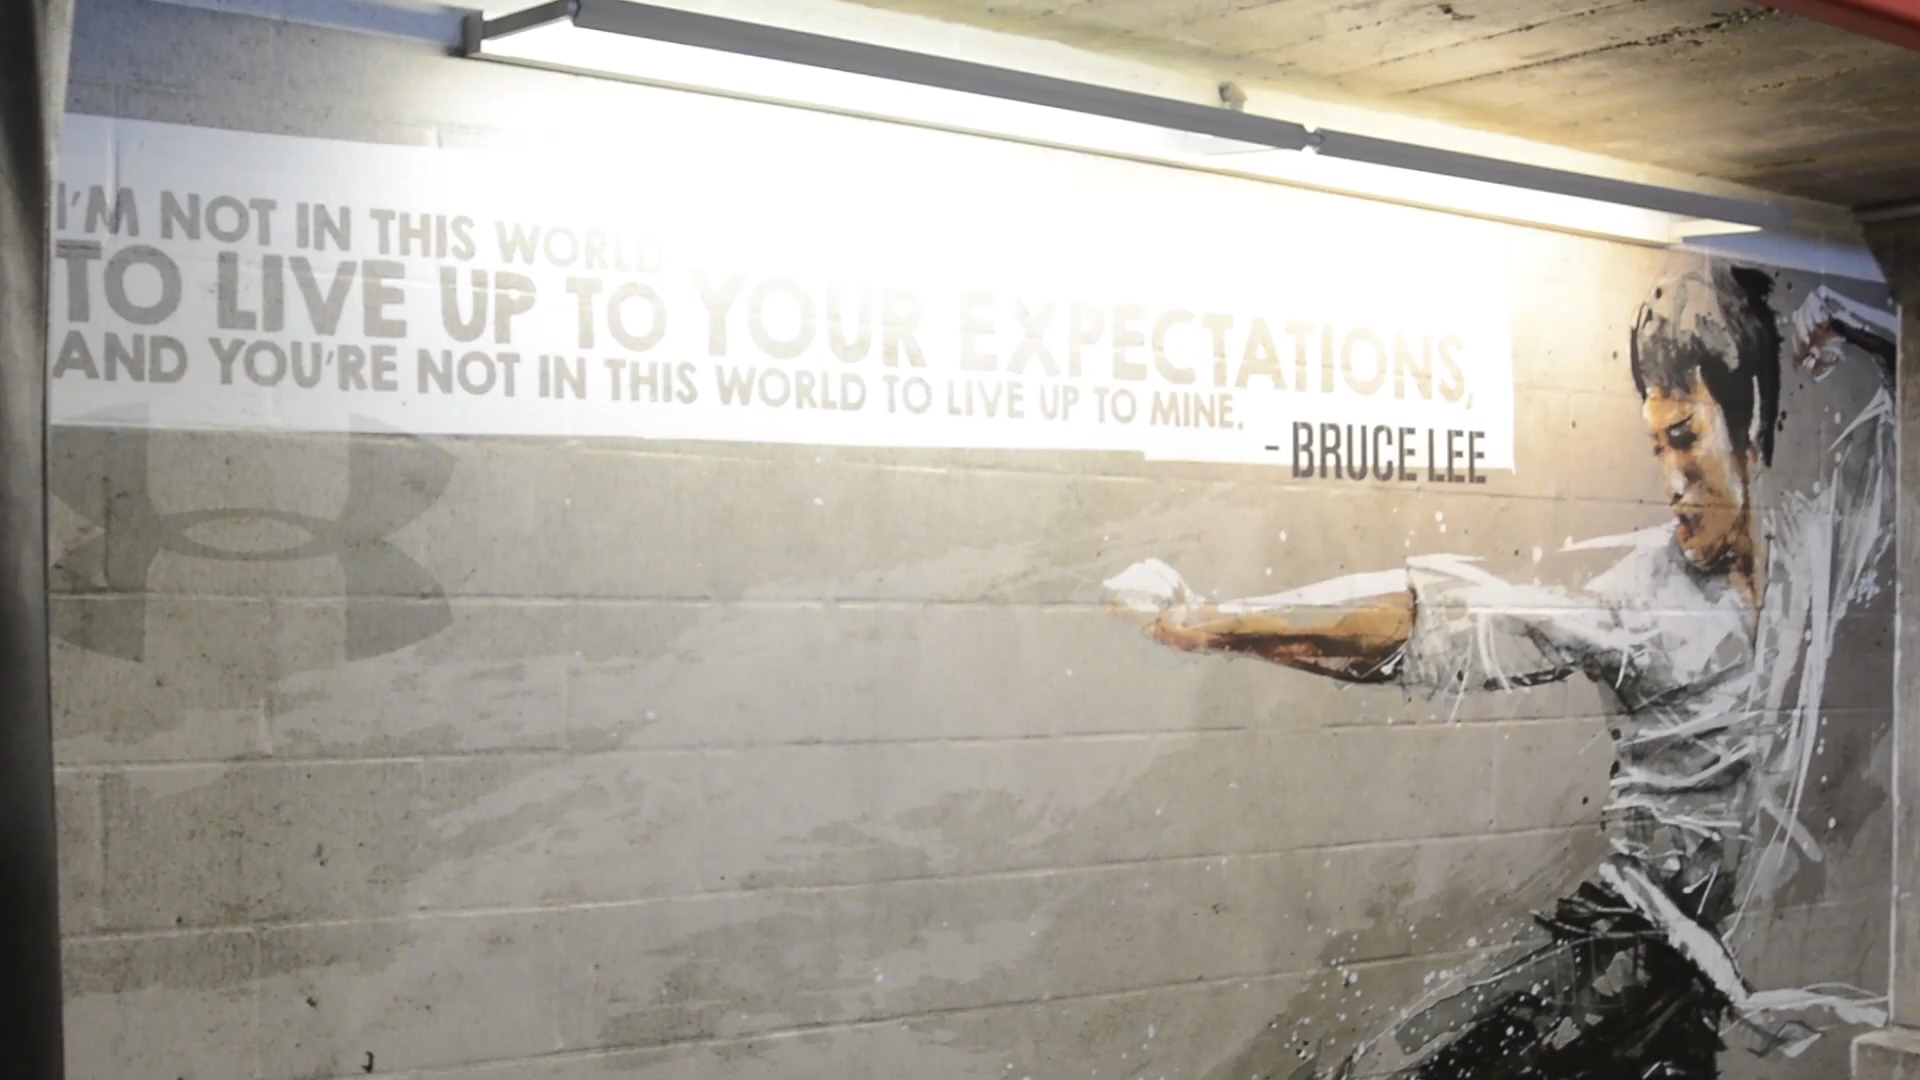 I'M NOT IN THIS WORLD
TO LIVE UP TO YOUR EXPECTATIONS,
AND YOU'RE NOT IN THIS WORLD TO LIVE UP TO MINE.
- BRUCE LEE